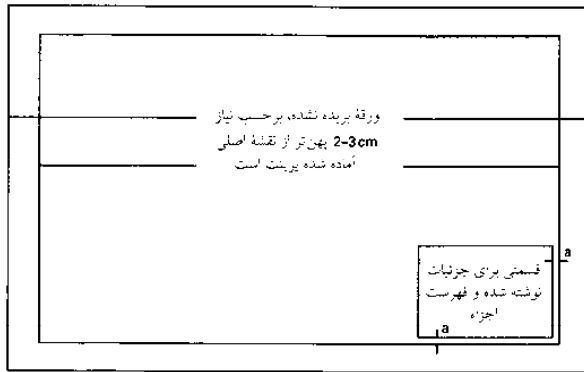 ورقهٔ بریده نشده، برحسب نیاز
2-3cm پهن‌تر از نقشهٔ اصلی
آماده شده پرینت است
a
قسمتی برای جزئیات
نوشته شده و فهرست
اجزاء
a